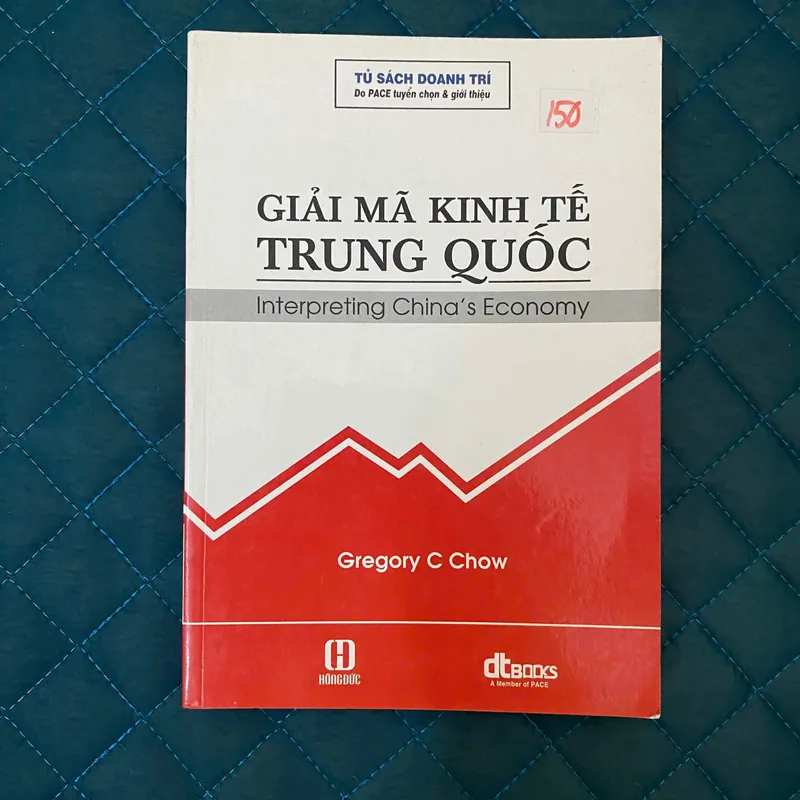 TỦ SÁCH DOANH TRÍ
Do PACE tuyển chọn & giới thiệu
150
GIẢI MÃ KINH TẾ
TRUNG QUỐC
Interpreting China's Economy
Gregory C Chow
HỒNG ĐỨC
dtBOOKS
A Member of PACE